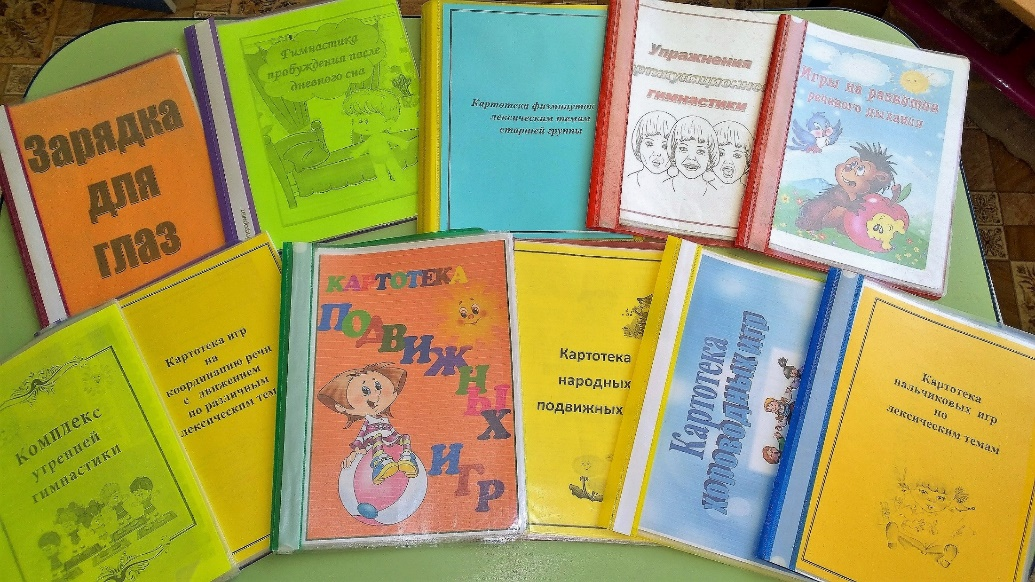 Зарядка
для
глаз
Гимнастика
пробуждения после
дневного сна
Картотека физминуток
лексическим темам
старшей группы
Упражнения
гимнастики
Игры на развитие
речевого дыхания
Комплекс
утренней
гимнастики
Картотека игр
на
координацию речи
с движением
по различным
лексическим тем
КАРТОТЕКА
ПОДВИЖНЫХ
ИГР
Картотека
народных
подвижных
Картотека
хороводных игр
Картотека
пальчиковых игр
по
лексическим темам